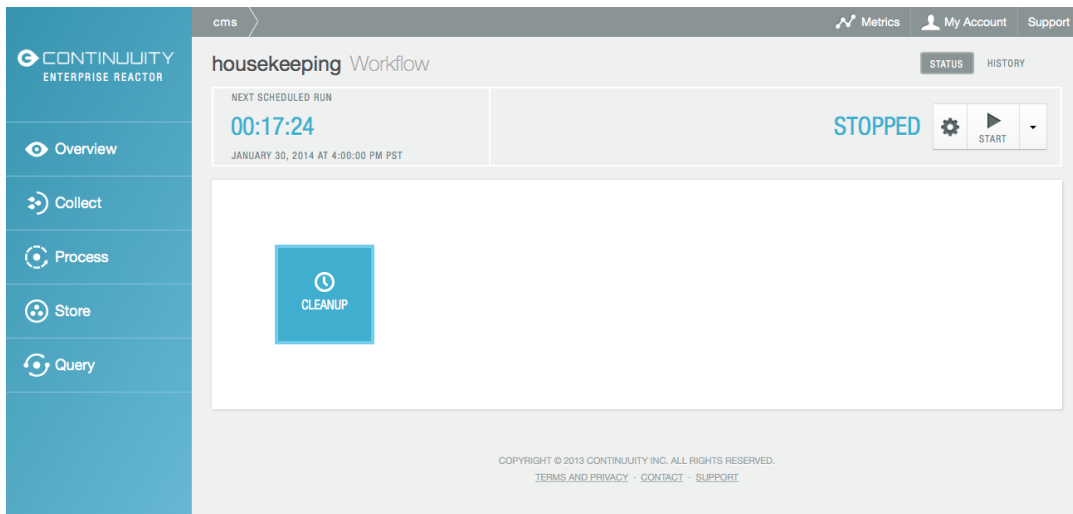 cms
Metrics
My Account
Support
CONTINUUITY
ENTERPRISE REACTOR
Overview
Collect
Process
Store
Query
housekeeping Workflow
STATUS
HISTORY
NEXT SCHEDULED RUN
00:17:24
JANUARY 30, 2014 AT 4:00:00 PM PST
STOPPED
START
CLEANUP
COPYRIGHT © 2013 CONTINUUITY INC. ALL RIGHTS RESERVED.
TERMS AND PRIVACY · CONTACT · SUPPORT